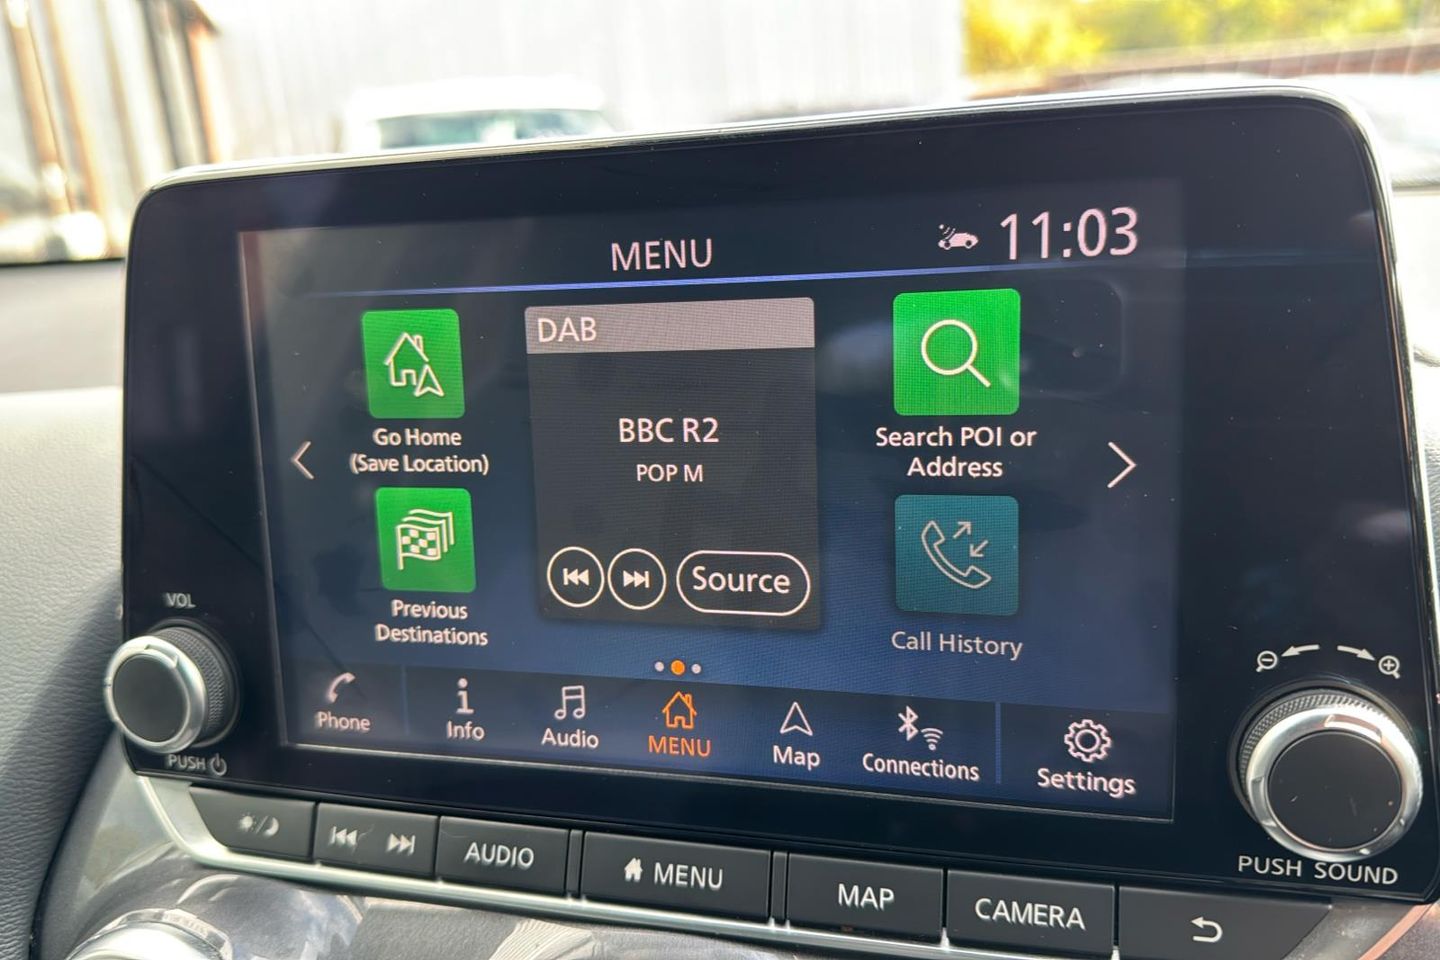 MENU
11:03
Go Home
(Save Location)
Previous
Destinations
DAB
BBC R2
POP M
Source
Search POI or
Address
Call History
Phone
Info
Audio
MENU
Map
Connections
Settings
VOL
PUSH
PUSH SOUND
AUDIO
MENU
MAP
CAMERA